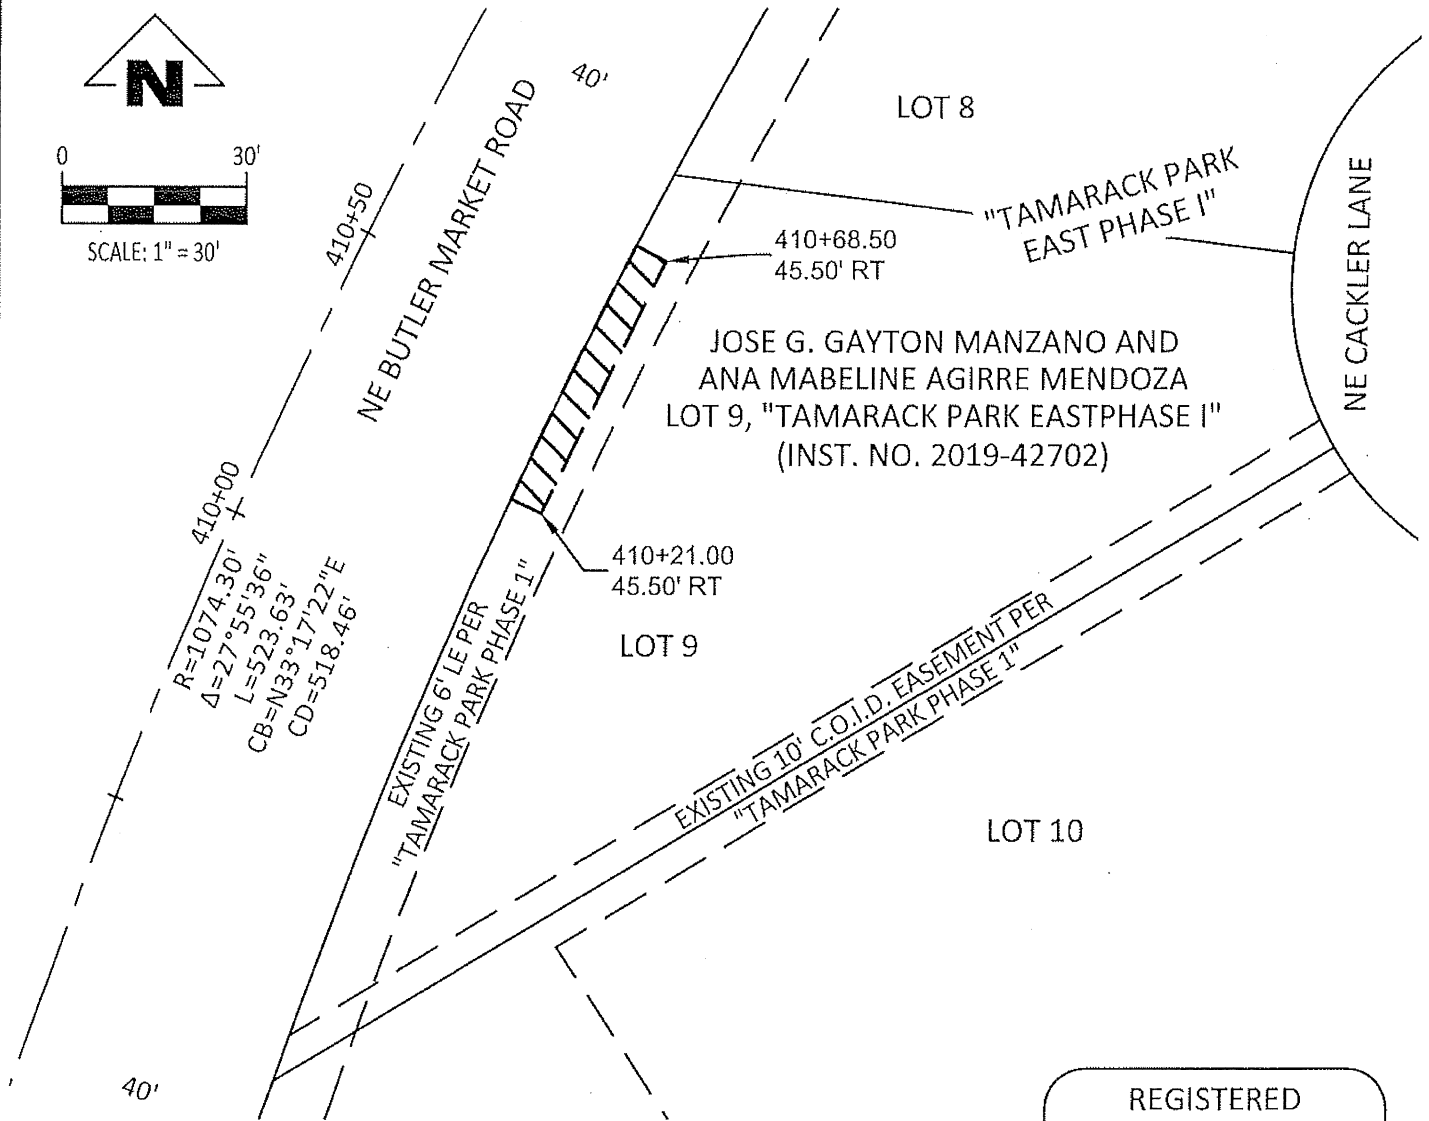 N
0 30'
SCALE: 1" = 30'
40'
NE BUTLER MARKET ROAD
410+50
410+00
LOT 8
"TAMARACK PARK
EAST PHASE I"
NE CACKLER LANE
410+68.50
45.50' RT
JOSE G. GAYTON MANZANO AND
ANA MABELINE AGIRRE MENDOZA
LOT 9, "TAMARACK PARK EASTPHASE I"
(INST. NO. 2019-42702)
410+21.00
45.50' RT
R=1074.30'
Δ=27°55'36"
L=523.63'
CB=N33°17'22"E
CD=518.46'
EXISTING 6' LE PER
"TAMARACK PARK PHASE 1"
LOT 9
EXISTING 10' C.O.I.D. EASEMENT PER
"TAMARACK PARK PHASE 1"
LOT 10
40'
REGISTERED